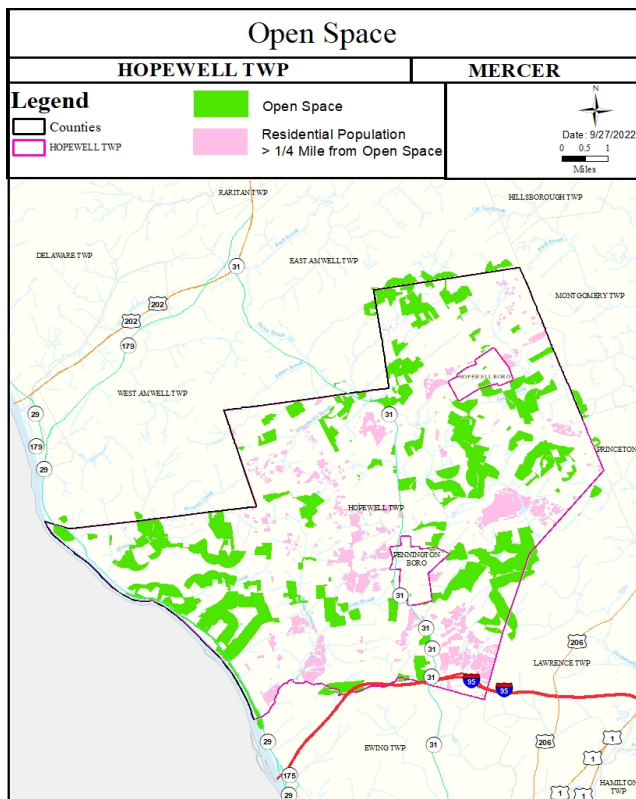 Open Space
HOPEWELL TWP
MERCER
Legend
Counties
HOPEWELL TWP
Open Space
Residential Population
> 1/4 Mile from Open Space
N
Date: 9/27/2022
0 0.5 1
Miles
RARITAN TWP
HILLSBOROUGH TWP
DELAWARE TWP
EAST AMWELL TWP
31
MONTGOMERY TWP
202
202
179
HOPEWELL BORO
WEST AMWELL TWP
29
31
179
PRINCETON
29
HOPEWELL TWP
PENNINGTON
BORO
31
31
206
31
LAWRENCE TWP
31
95
95
29
31
206
EWING TWP
1
1
175
HAMILTON
TWP
29
1
1